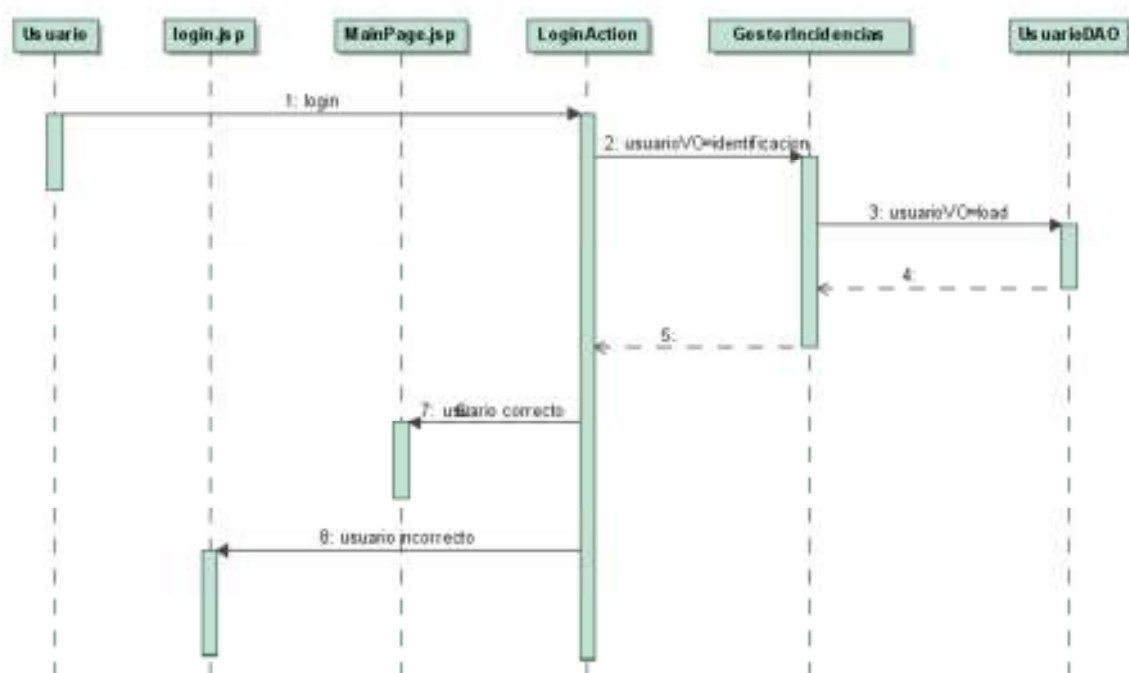 Usuario
login.jsp
MainPage.jsp
LoginAction
GestorIncidencias
UsuarioDAO
1: login
2: usuarioVO=identificacion
3: usuarioVO=load
4:
5:
7: usuario correcto
8: usuario incorrecto